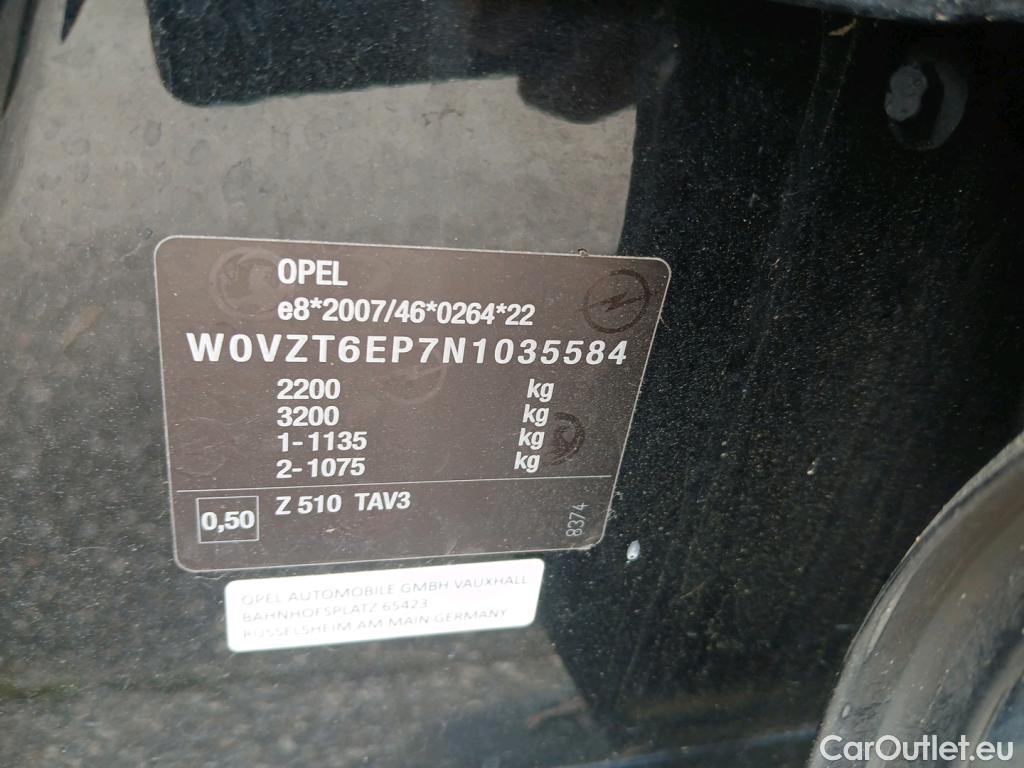 OPEL
e8*2007/46*0264*22
W0VZT6EP7N1035584
2200 kg
3200 kg
1-1135 kg
2-1075 kg
0,50 Z 510 TAV3
8374
OPEL AUTOMOBILE GMBH VAUXHALL
BAHNHOFSPLATZ 65423
RUSSELSHEIM AM MAIN GERMANY
CarOutlet.eu